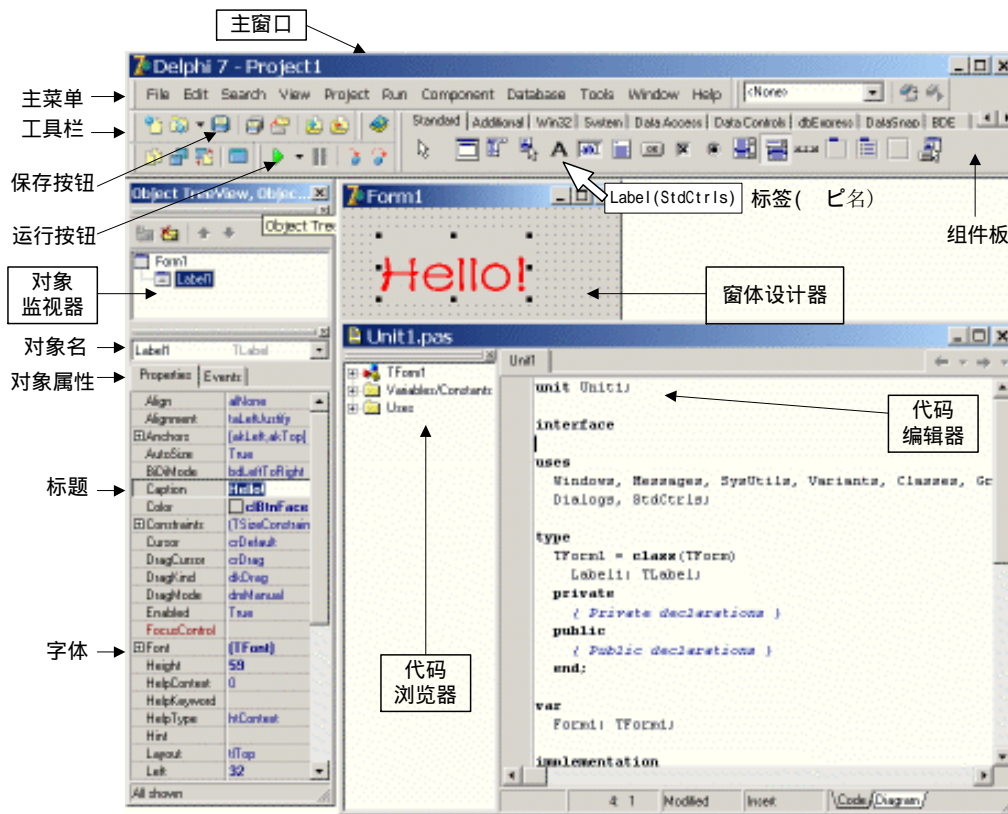 主窗口
Delphi 7 - Project1
主菜单
File Edit Search View Project Run Component Database Tools Window Help
<None>
工具栏
Standard Additional Win32 System Data Access Data Controls dbExpress DataSnap BDE
保存按钮
Label(StdCtrls)
标签( ピ名)
组件板
运行按钮
Object TreeView, Objec...
Object Tre
Form1
Label1
对象
监视器
Form1
Hello!
窗体设计器
对象名
Label1 TLabel
对象属性
Properties Events
Align alNone
Alignment taLeftJustify
Anchors [akLeft,akTop]
AutoSize True
BiDiMode bdLeftToRight
标题
Caption Hello!
Color clBtnFace
Constraints (TSizeConstrain
Cursor crDefault
DragCursor crDrag
DragKind dkDrag
DragMode dmManual
Enabled True
FocusControl
字体
Font (TFont)
Height 59
HelpContext 0
HelpKeyword
HelpType htContext
Hint
Layout tlTop
Left 32
All shown
Unit1.pas
TForm1
Variables/Constants
Uses
代码
浏览器
Unit1
代码
编辑器
unit Unit1;
interface
uses
Windows, Messages, SysUtils, Variants, Classes, Gr
Dialogs, StdCtrls;
type
TForm1 = class(TForm)
Label1: TLabel;
private
{ Private declarations }
public
{ Public declarations }
end;
var
Form1: TForm1;
implementation
4: 1 Modified Insert Code Diagram